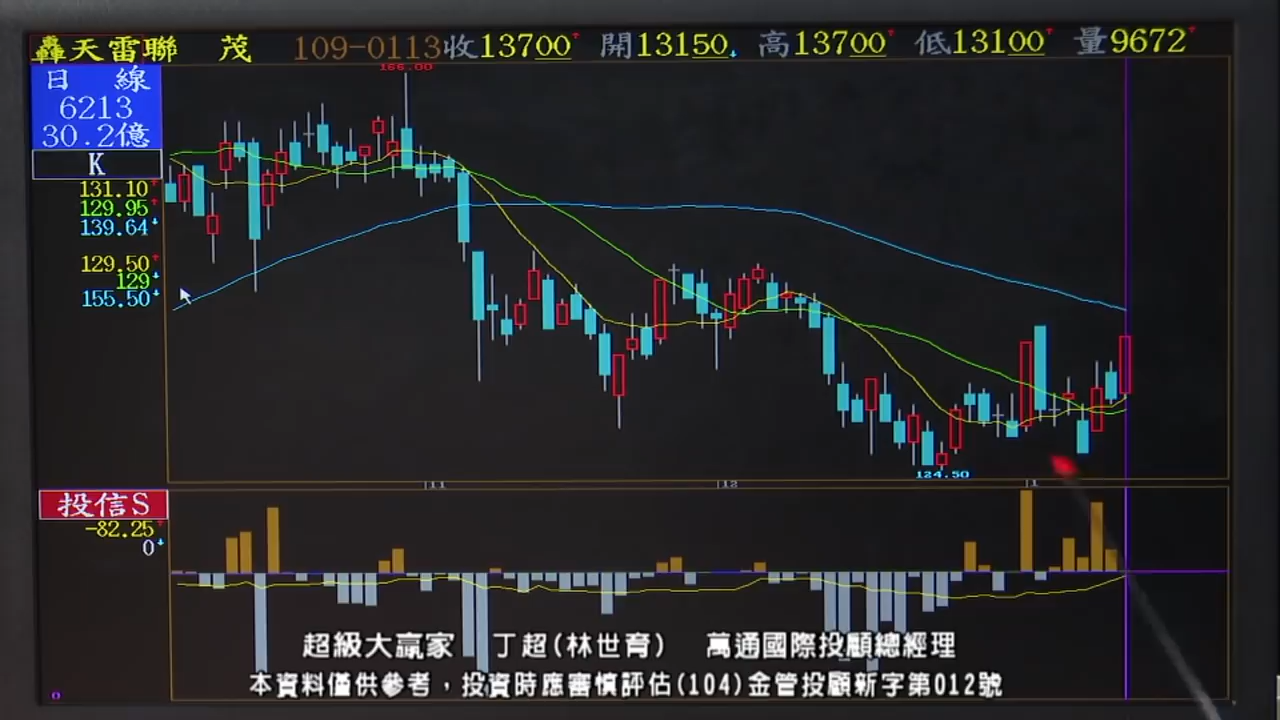 轟天雷聯 茂 109-0113收13700 開13150 高13700 低13100 量9672
日 線
6213
30.2億
K
131.10
129.95
139.64
129.50
129
155.50
166.00
124.50
11
12
1
投信S
-82.25
0
超級大贏家 丁超(林世育) 萬通國際投顧總經理
本資料僅供參考，投資時應審慎評估(104)金管投顧新字第012號
0